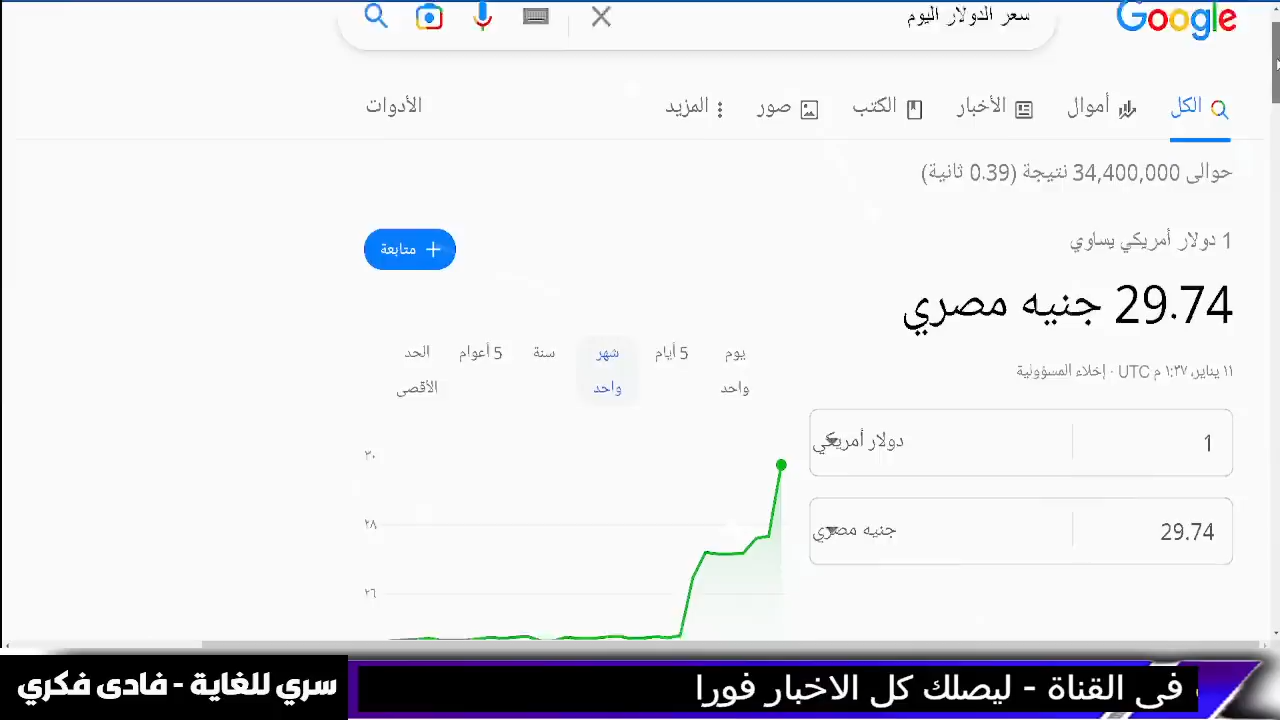 Google
سعر الدولار اليوم
الكل
أموال
الأخبار
الكتب
صور
المزيد
الأدوات
حوالى 34,400,000 نتيجة (0.39 ثانية)
1 دولار أمريكي يساوي
متابعة
29.74 جنيه مصري
١١ يناير، ١:٣٧ م UTC · إخلاء المسؤولية
يوم واحد
5 أيام
شهر واحد
سنة
5 أعوام
الحد الأقصى
1
دولار أمريكي
29.74
جنيه مصري
٣٠
٢٨
٢٦
فى القناة - ليصلك كل الاخبار فورا
سري للغاية - فادى فكري